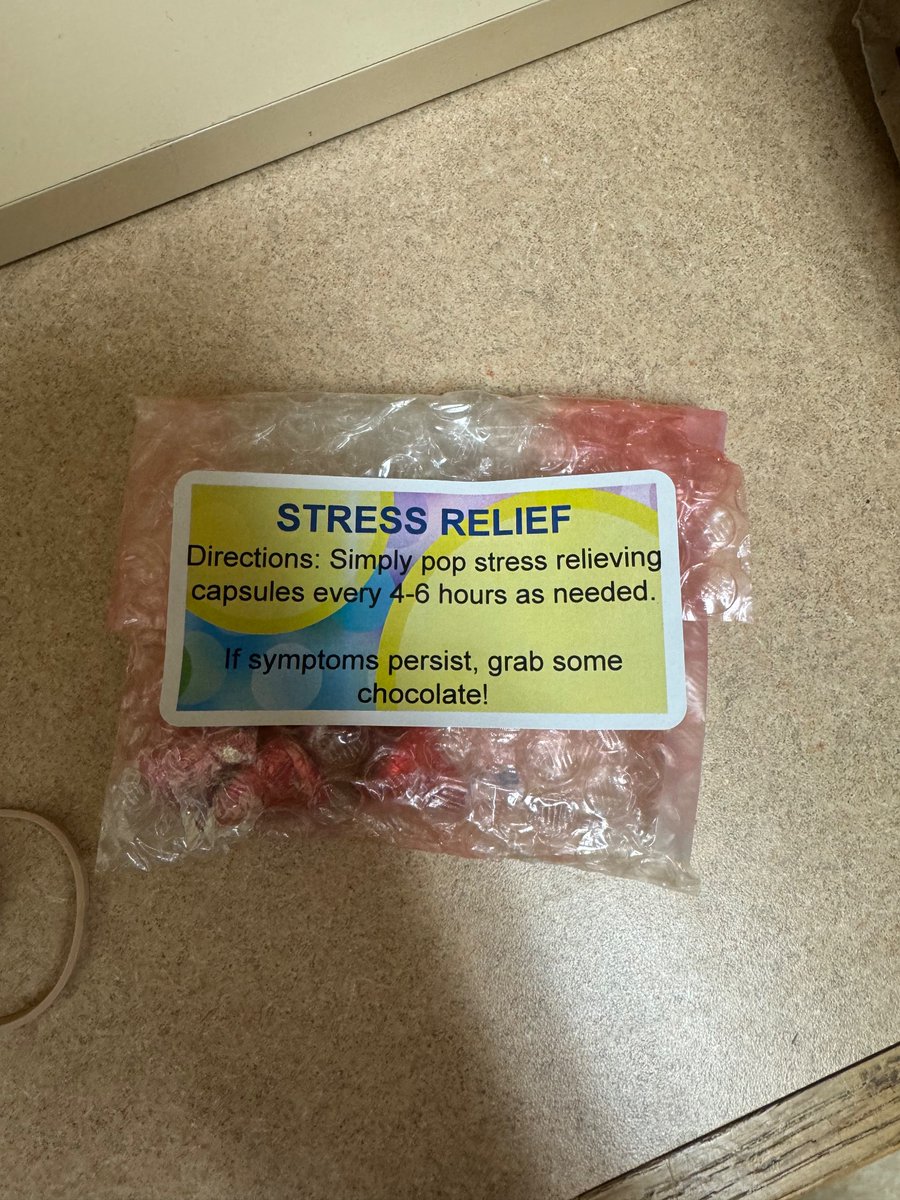 STRESS RELIEF
Directions: Simply pop stress relieving
capsules every 4-6 hours as needed.
If symptoms persist, grab some
chocolate!